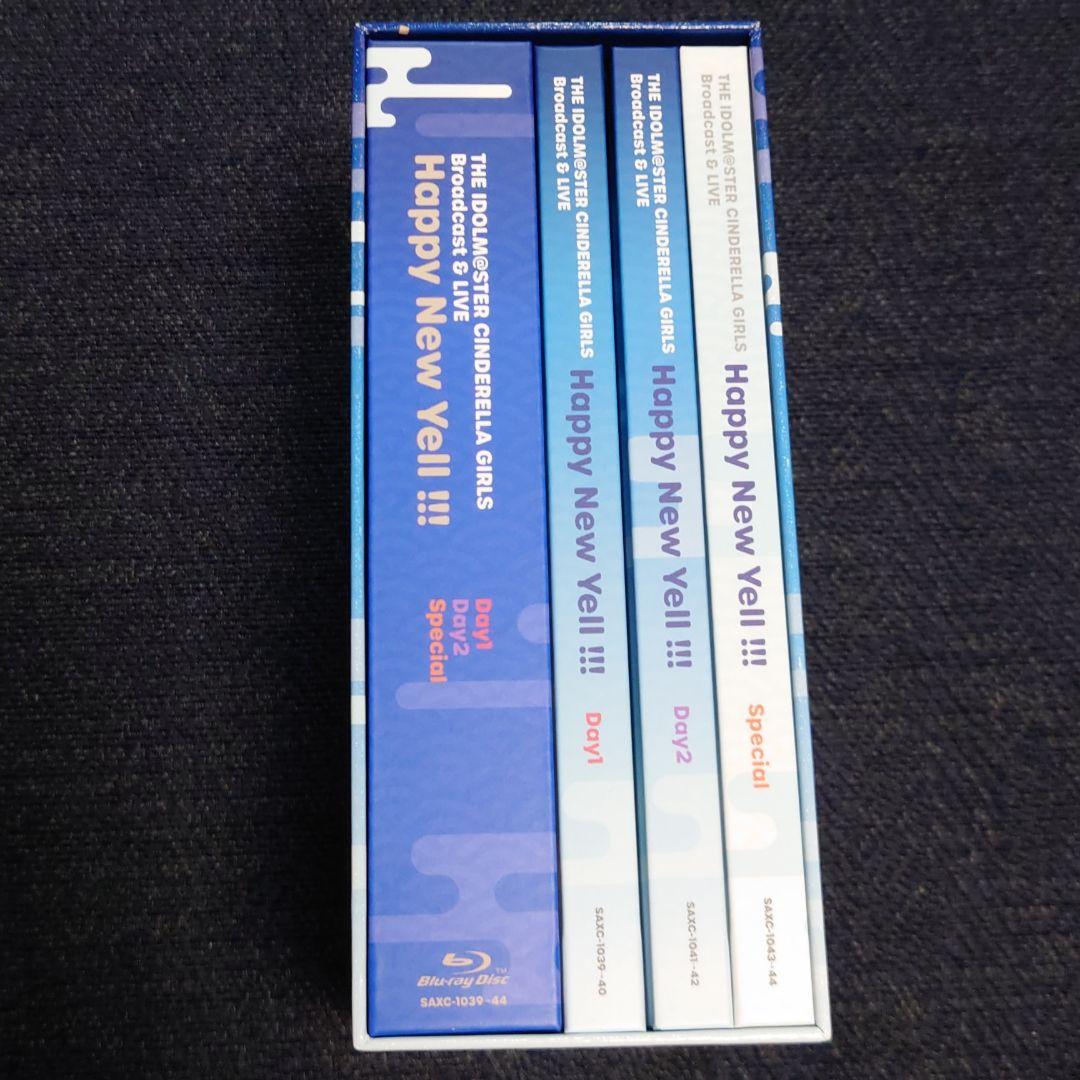 THE IDOLM@STER CINDERELLA GIRLS
Broadcast & LIVE
Happy New Yell !!!
Day1
Day2
Special
Blu-ray Disc™
SAXC-1039~44
THE IDOLM@STER CINDERELLA GIRLS
Broadcast & LIVE
Happy New Yell !!!
Day1
SAXC-1039~40
THE IDOLM@STER CINDERELLA GIRLS
Broadcast & LIVE
Happy New Yell !!!
Day2
SAXC-1041~42
THE IDOLM@STER CINDERELLA GIRLS
Broadcast & LIVE
Happy New Yell !!!
Special
SAXC-1043~44